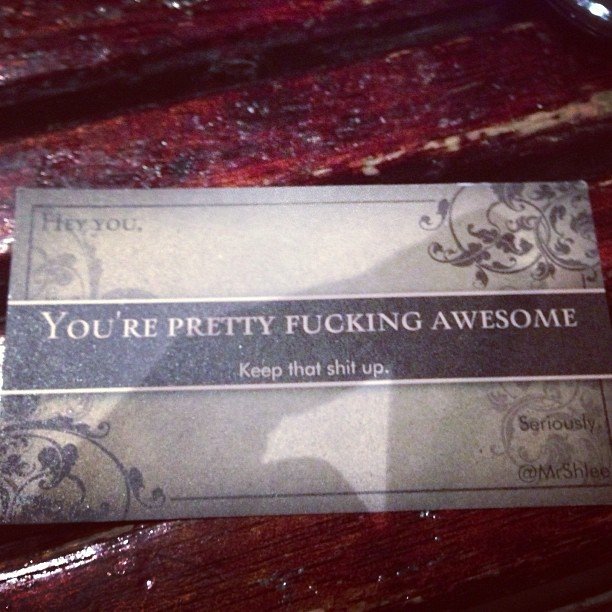 HEY YOU.
YOU'RE PRETTY FUCKING AWESOME
Keep that shit up.
Seriously.
@MrShlee